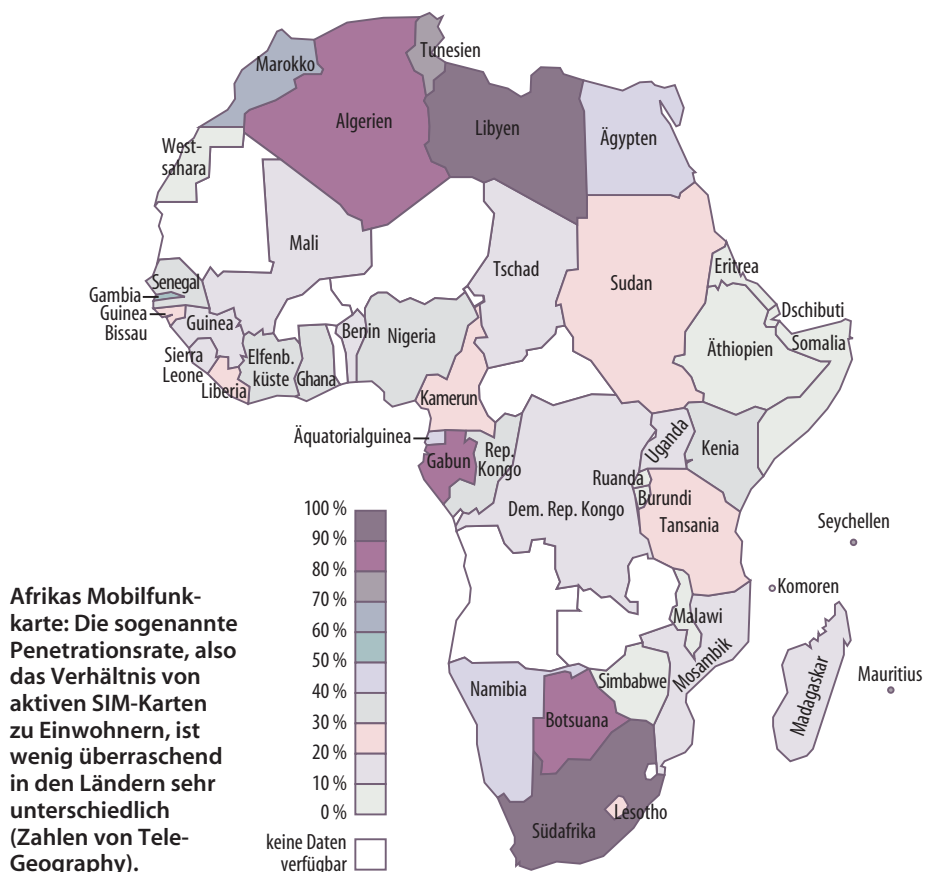 Marokko
Tunesien
Algerien
Libyen
Ägypten
West-
sahara
Mali
Tschad
Sudan
Eritrea
Dschibuti
Senegal
Gambia
Guinea
Bissau
Guinea
Benin
Nigeria
Äthiopien
Somalia
Sierra
Leone
Elfenb.
küste
Ghana
Liberia
Kamerun
Äquatorialguinea
Gabun
Rep.
Kongo
Uganda
Kenia
Ruanda
Burundi
Dem. Rep. Kongo
Tansania
Seychellen
Komoren
Malawi
Mosambik
Mauritius
Madagaskar
Simbabwe
Namibia
Botsuana
Lesotho
Südafrika
100 %
90 %
80 %
70 %
60 %
50 %
40 %
30 %
20 %
10 %
0 %
keine Daten
verfügbar
Afrikas Mobilfunk-
karte: Die sogenannte
Penetrationsrate, also
das Verhältnis von
aktiven SIM-Karten
zu Einwohnern, ist
wenig überraschend
in den Ländern sehr
unterschiedlich
(Zahlen von Tele-
Geography).